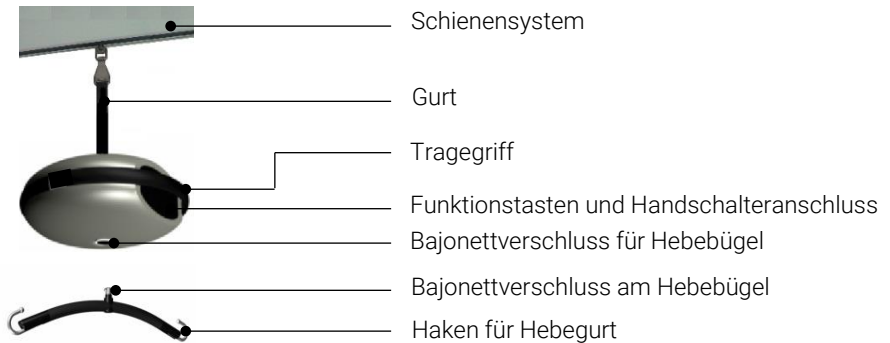 Schienensystem
Gurt
Tragegriff
Funktionstasten und Handschalteranschluss
Bajonettverschluss für Hebebügel
Bajonettverschluss am Hebebügel
Haken für Hebegurt